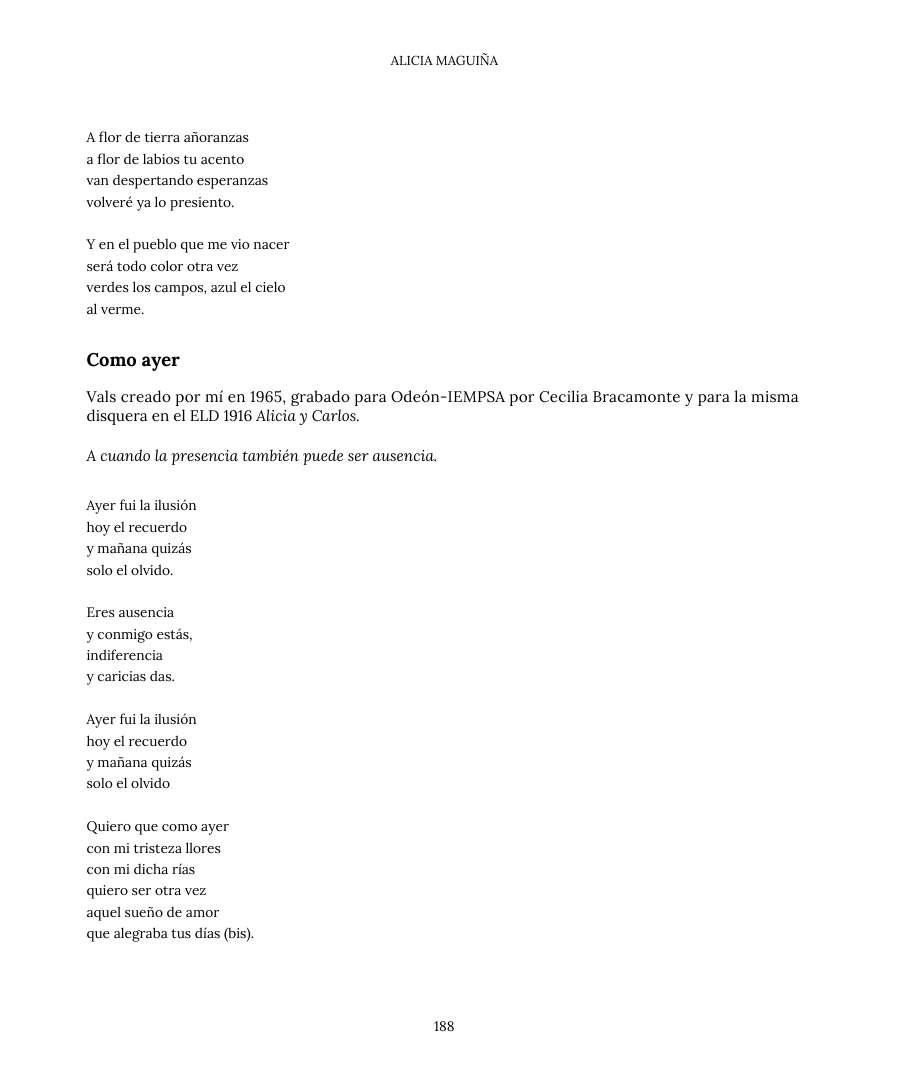 ALICIA MAGUIÑA
A flor de tierra añoranzas
a flor de labios tu acento
van despertando esperanzas
volveré ya lo presiento.
Y en el pueblo que me vio nacer
será todo color otra vez
verdes los campos, azul el cielo
al verme.
Como ayer
Vals creado por mí en 1965, grabado para Odeón-IEMPSA por Cecilia Bracamonte y para la misma
disquera en el ELD 1916 Alicia y Carlos.
A cuando la presencia también puede ser ausencia.
Ayer fui la ilusión
hoy el recuerdo
y mañana quizás
solo el olvido.
Eres ausencia
y conmigo estás,
indiferencia
y caricias das.
Ayer fui la ilusión
hoy el recuerdo
y mañana quizás
solo el olvido
Quiero que como ayer
con mi tristeza llores
con mi dicha rías
quiero ser otra vez
aquel sueño de amor
que alegraba tus días (bis).
188